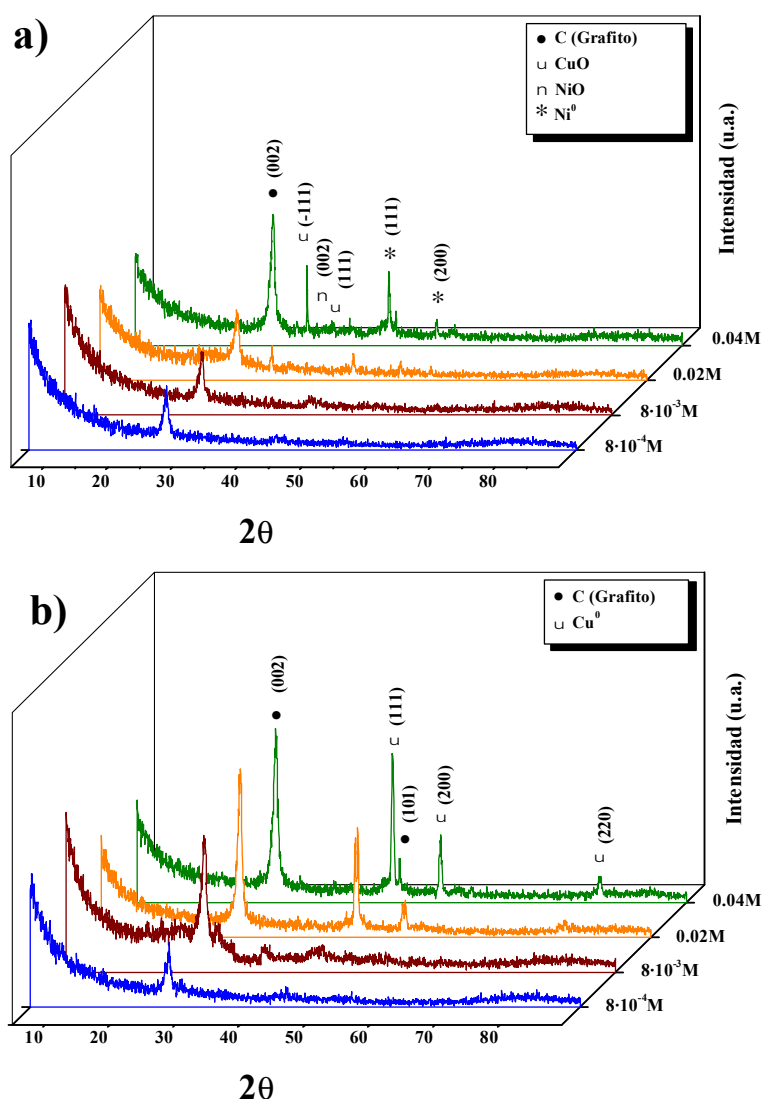 a)
● C (Grafito)
u CuO
n NiO
* Ni⁰
Intensidad (u.a.)
● (002)
u (-111)
n (002)
u (111)
* (111)
* (200)
0.04M
0.02M
8·10⁻³M
8·10⁻⁴M
10 20 30 40 50 60 70 80
2θ
b)
● C (Grafito)
u Cu⁰
Intensidad (u.a.)
● (002)
u (111)
● (101)
u (200)
u (220)
0.04M
0.02M
8·10⁻³M
8·10⁻⁴M
10 20 30 40 50 60 70 80
2θ